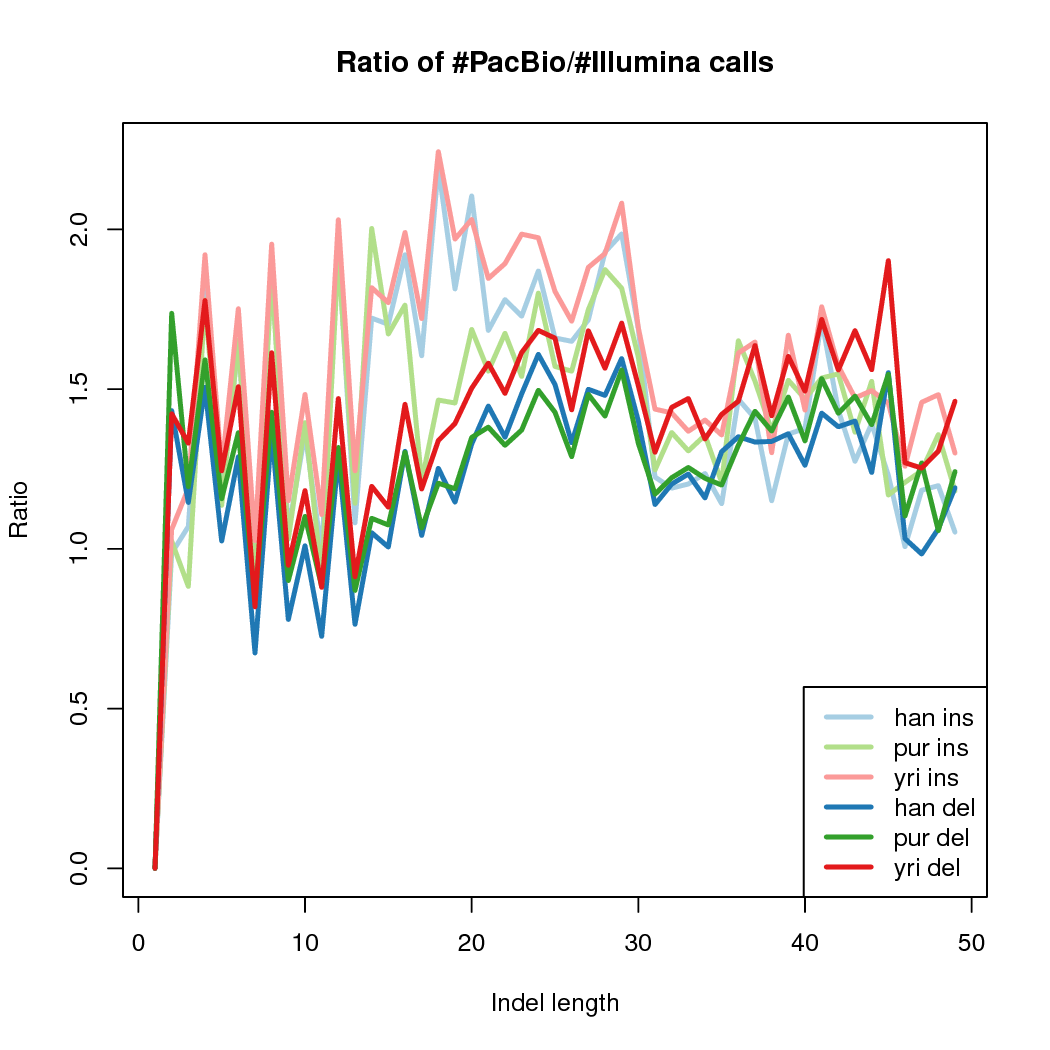 Ratio of #PacBio/#Illumina calls
Ratio
2.0
1.5
1.0
0.5
0.0
han ins
pur ins
yri ins
han del
pur del
yri del
0 10 20 30 40 50
Indel length